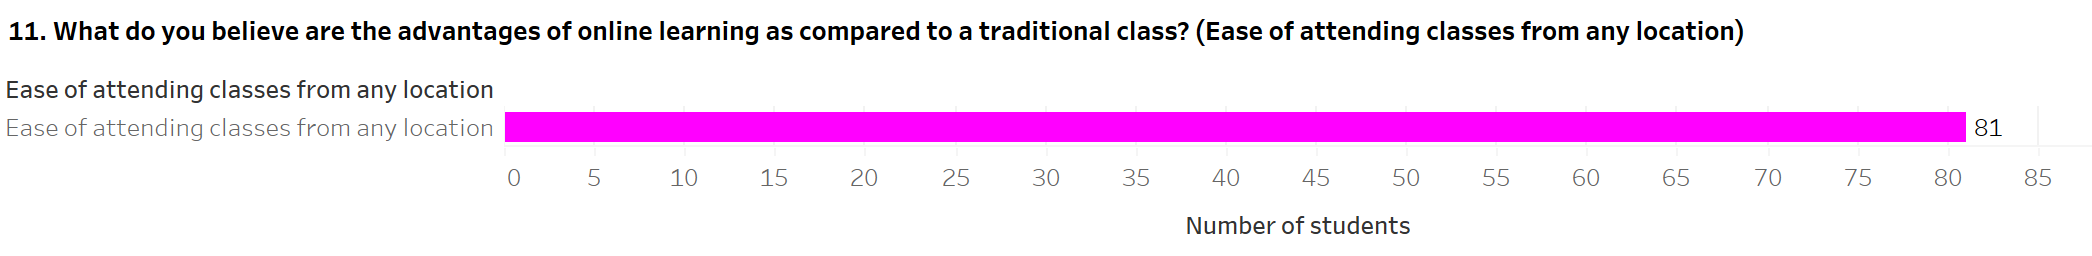 11. What do you believe are the advantages of online learning as compared to a traditional class? (Ease of attending classes from any location)
Ease of attending classes from any location
Ease of attending classes from any location 81
0 5 10 15 20 25 30 35 40 45 50 55 60 65 70 75 80 85
Number of students